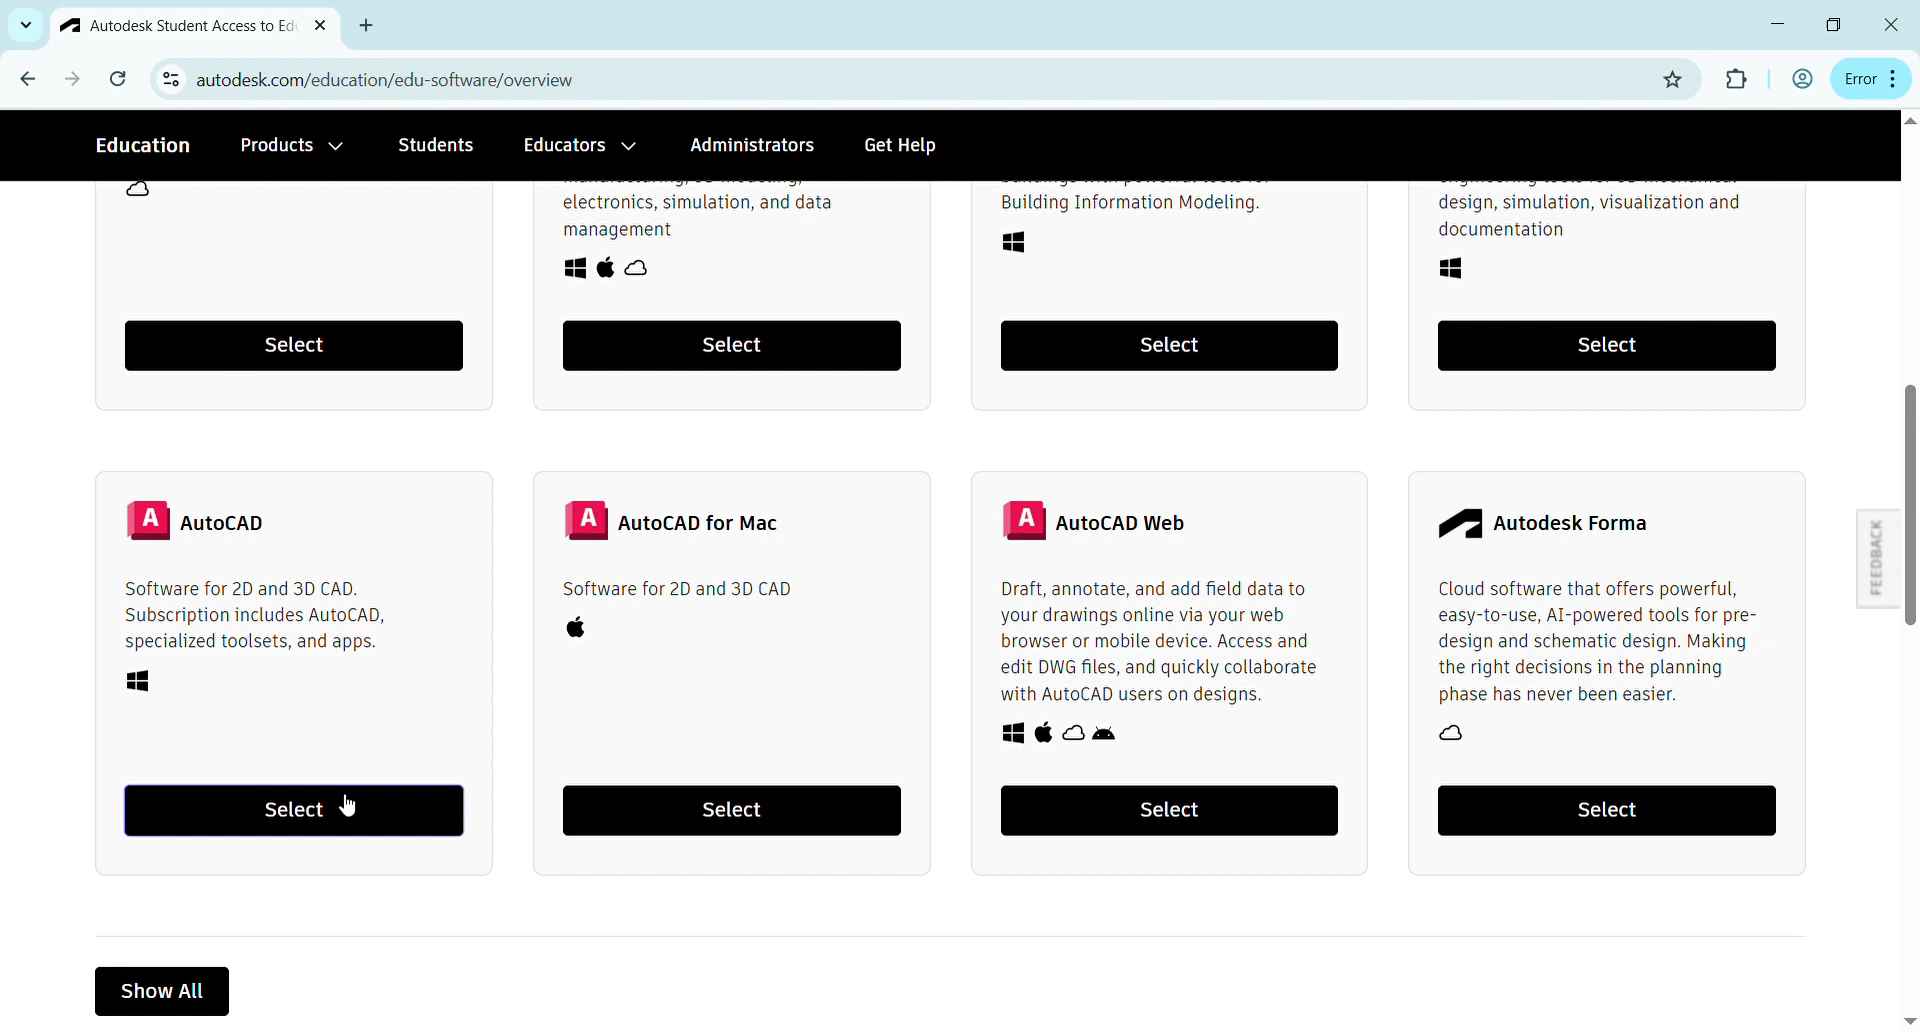 Autodesk Student Access to Edu
autodesk.com/education/edu-software/overview
Error
Education
Products
Students
Educators
Administrators
Get Help
electronics, simulation, and data
management
Building Information Modeling.
design, simulation, visualization and
documentation
Select
Select
Select
Select
A AutoCAD
Software for 2D and 3D CAD.
Subscription includes AutoCAD,
specialized toolsets, and apps.
Select
A AutoCAD for Mac
Software for 2D and 3D CAD
Select
A AutoCAD Web
Draft, annotate, and add field data to
your drawings online via your web
browser or mobile device. Access and
edit DWG files, and quickly collaborate
with AutoCAD users on designs.
Select
Autodesk Forma
Cloud software that offers powerful,
easy-to-use, AI-powered tools for pre-
design and schematic design. Making
the right decisions in the planning
phase has never been easier.
Select
FEEDBACK
Show All